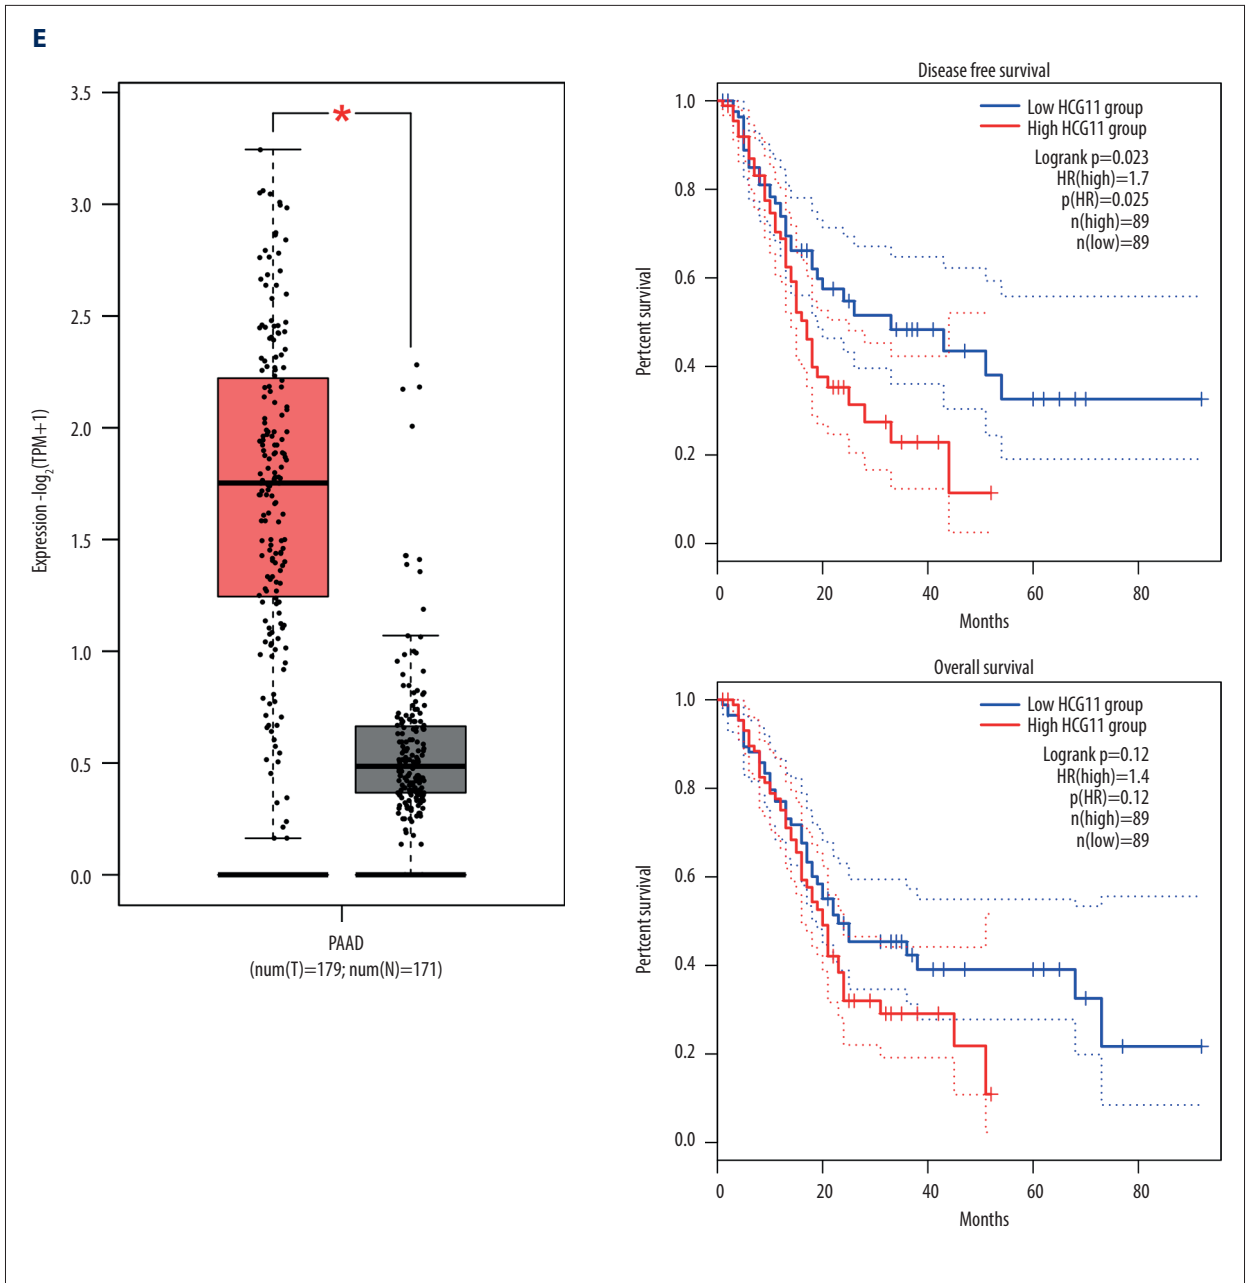 E
3.5
3.0
2.5
2.0
1.5
1.0
0.5
0.0
Expression -log2(TPM+1)
*
PAAD
(num(T)=179; num(N)=171)
Disease free survival
1.0
0.8
0.6
0.4
0.2
0.0
Pertcent survival
Low HCG11 group
High HCG11 group
Logrank p=0.023
HR(high)=1.7
p(HR)=0.025
n(high)=89
n(low)=89
0 20 40 60 80
Months
Overall survival
1.0
0.8
0.6
0.4
0.2
0.0
Pertcent survival
Low HCG11 group
High HCG11 group
Logrank p=0.12
HR(high)=1.4
p(HR)=0.12
n(high)=89
n(low)=89
0 20 40 60 80
Months